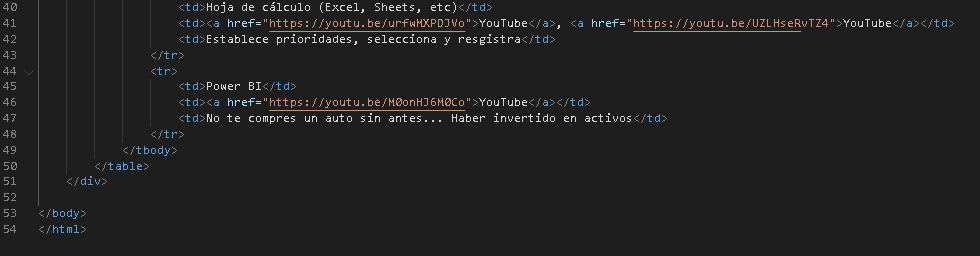 40 <td>Hoja de cálculo (Excel, Sheets, etc)</td>
41 <td><a href="https://youtu.be/urfwMXPDJVo">YouTube</a>, <a href="https://youtu.be/UZLHseRvTZ4">YouTube</a></td>
42 <td>Establece prioridades, selecciona y resgistra</td>
43 </tr>
44 <tr>
45 <td>Power BI</td>
46 <td><a href="https://youtu.be/M0onHJ6M0Co">YouTube</a></td>
47 <td>No te compres un auto sin antes... Haber invertido en activos</td>
48 </tr>
49 </tbody>
50 </table>
51 </div>
52
53 </body>
54 </html>